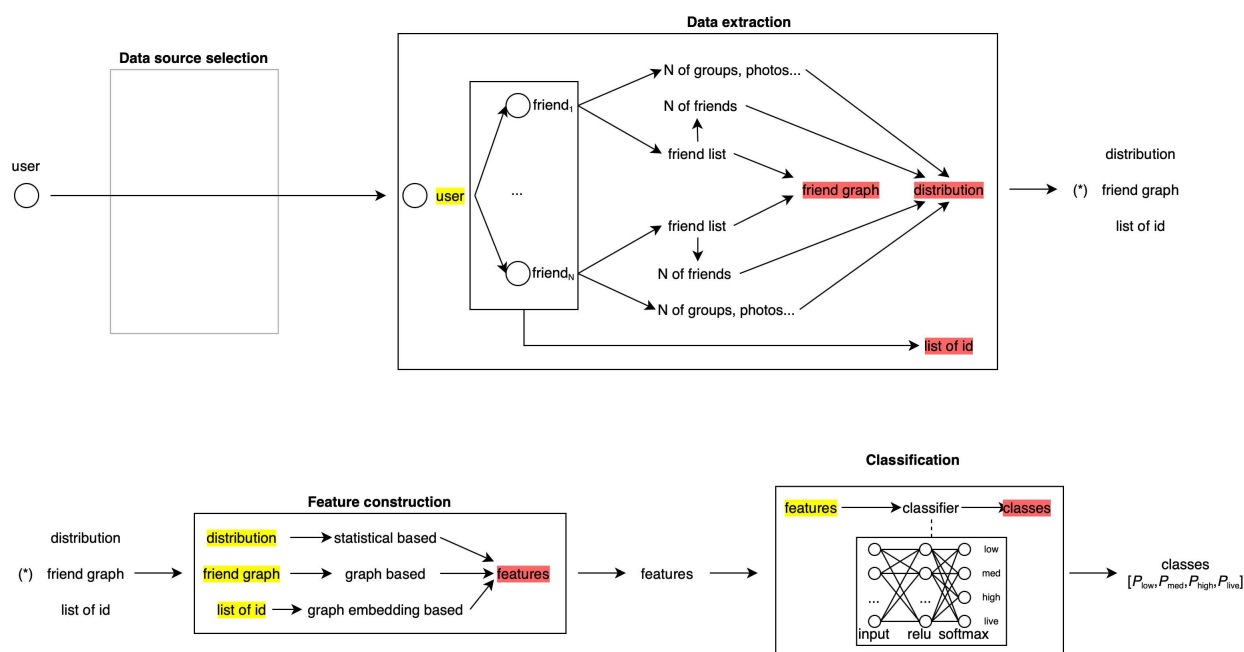 Data extraction
Data source selection
N of groups, photos...
friend₁
N of friends
friend list
user
distribution
user
...
friend graph
distribution
(*) friend graph
friend list
list of id
friendN
N of friends
N of groups, photos...
list of id
Classification
Feature construction
features
classifier
classes
distribution
distribution
statistical based
low
(*) friend graph
friend graph
graph based
features
features
med
classes
[Plow,Pmed,Phigh,Plive]
...
...
high
list of id
list of id
graph embedding based
live
input relu softmax